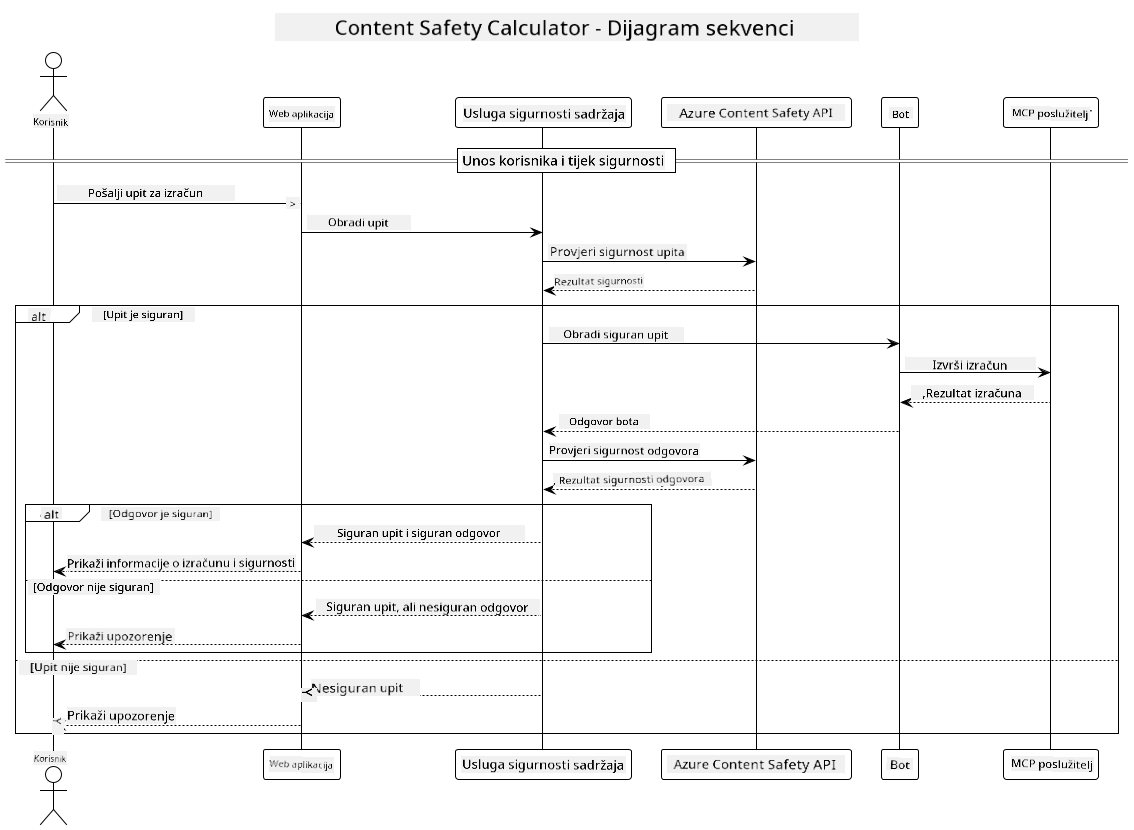 Content Safety Calculator - Dijagram sekvenci
Korisnik
Web aplikacija
Usluga sigurnosti sadržaja
Azure Content Safety API
Bot
MCP poslužitelj
Unos korisnika i tijek sigurnosti
Pošalji upit za izračun
Obradi upit
Provjeri sigurnost upita
Rezultat sigurnosti
alt
[Upit je siguran]
Obradi siguran upit
Izvrši izračun
,Rezultat izračuna
Odgovor bota
Provjeri sigurnost odgovora
Rezultat sigurnosti odgovora
alt
[Odgovor je siguran]
Siguran upit i siguran odgovor
Prikaži informacije o izračunu i sigurnosti
[Odgovor nije siguran]
Siguran upit, ali nesiguran odgovor
Prikaži upozorenje
[Upit nije siguran]
Nesiguran upit
Prikaži upozorenje
Korisnik
Web aplikacija
Usluga sigurnosti sadržaja
Azure Content Safety API
Bot
MCP poslužitelj